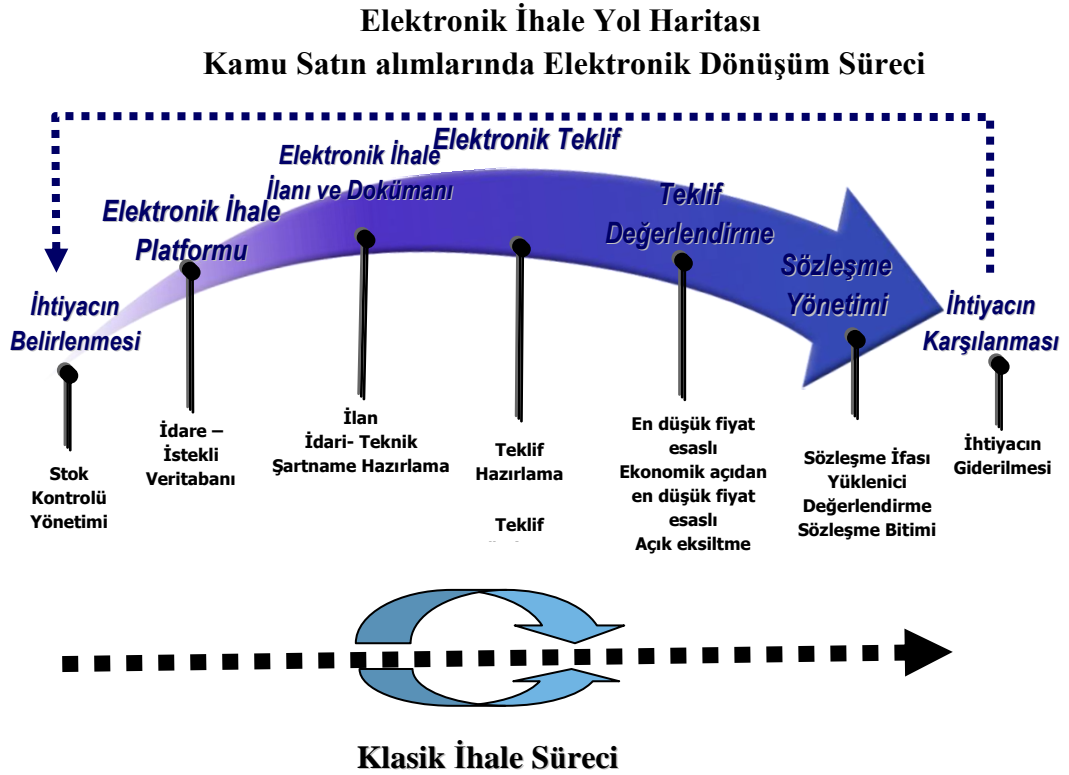 Elektronik İhale Yol Haritası
Kamu Satın alımlarında Elektronik Dönüşüm Süreci
Elektronik Teklif
Elektronik İhale
İlanı ve Dokümanı
Elektronik İhale
Platformu
Teklif
Değerlendirme
Sözleşme
Yönetimi
İhtiyacın
Belirlenmesi
İhtiyacın
Karşılanması
Stok
Kontrolü
Yönetimi
İdare –
İstekli
Veritabanı
İlan
İdari- Teknik
Şartname Hazırlama
Teklif
Hazırlama
Teklif
En düşük fiyat
esaslı
Ekonomik açıdan
en düşük fiyat
esaslı
Açık eksiltme
Sözleşme İfası
Yüklenici
Değerlendirme
Sözleşme Bitimi
İhtiyacın
Giderilmesi
Klasik İhale Süreci